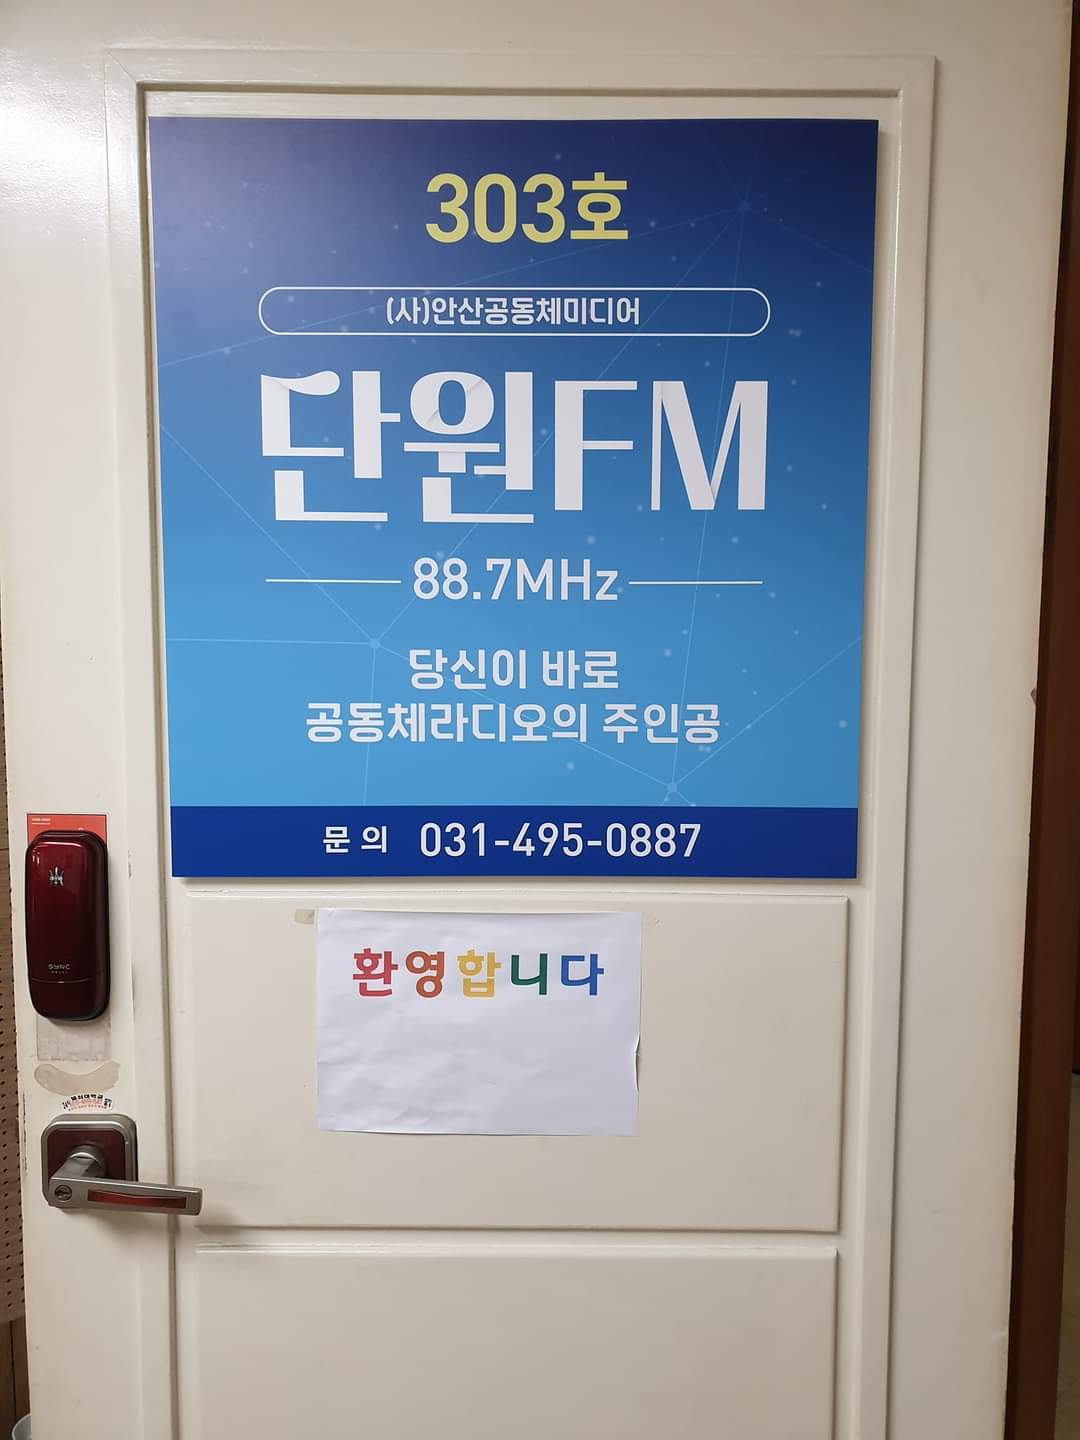 303호
(사)안산공동체미디어
단원FM
88.7MHz
당신이 바로
공동체라디오의 주인공
문의 031-495-0887
환영합니다
SYNC